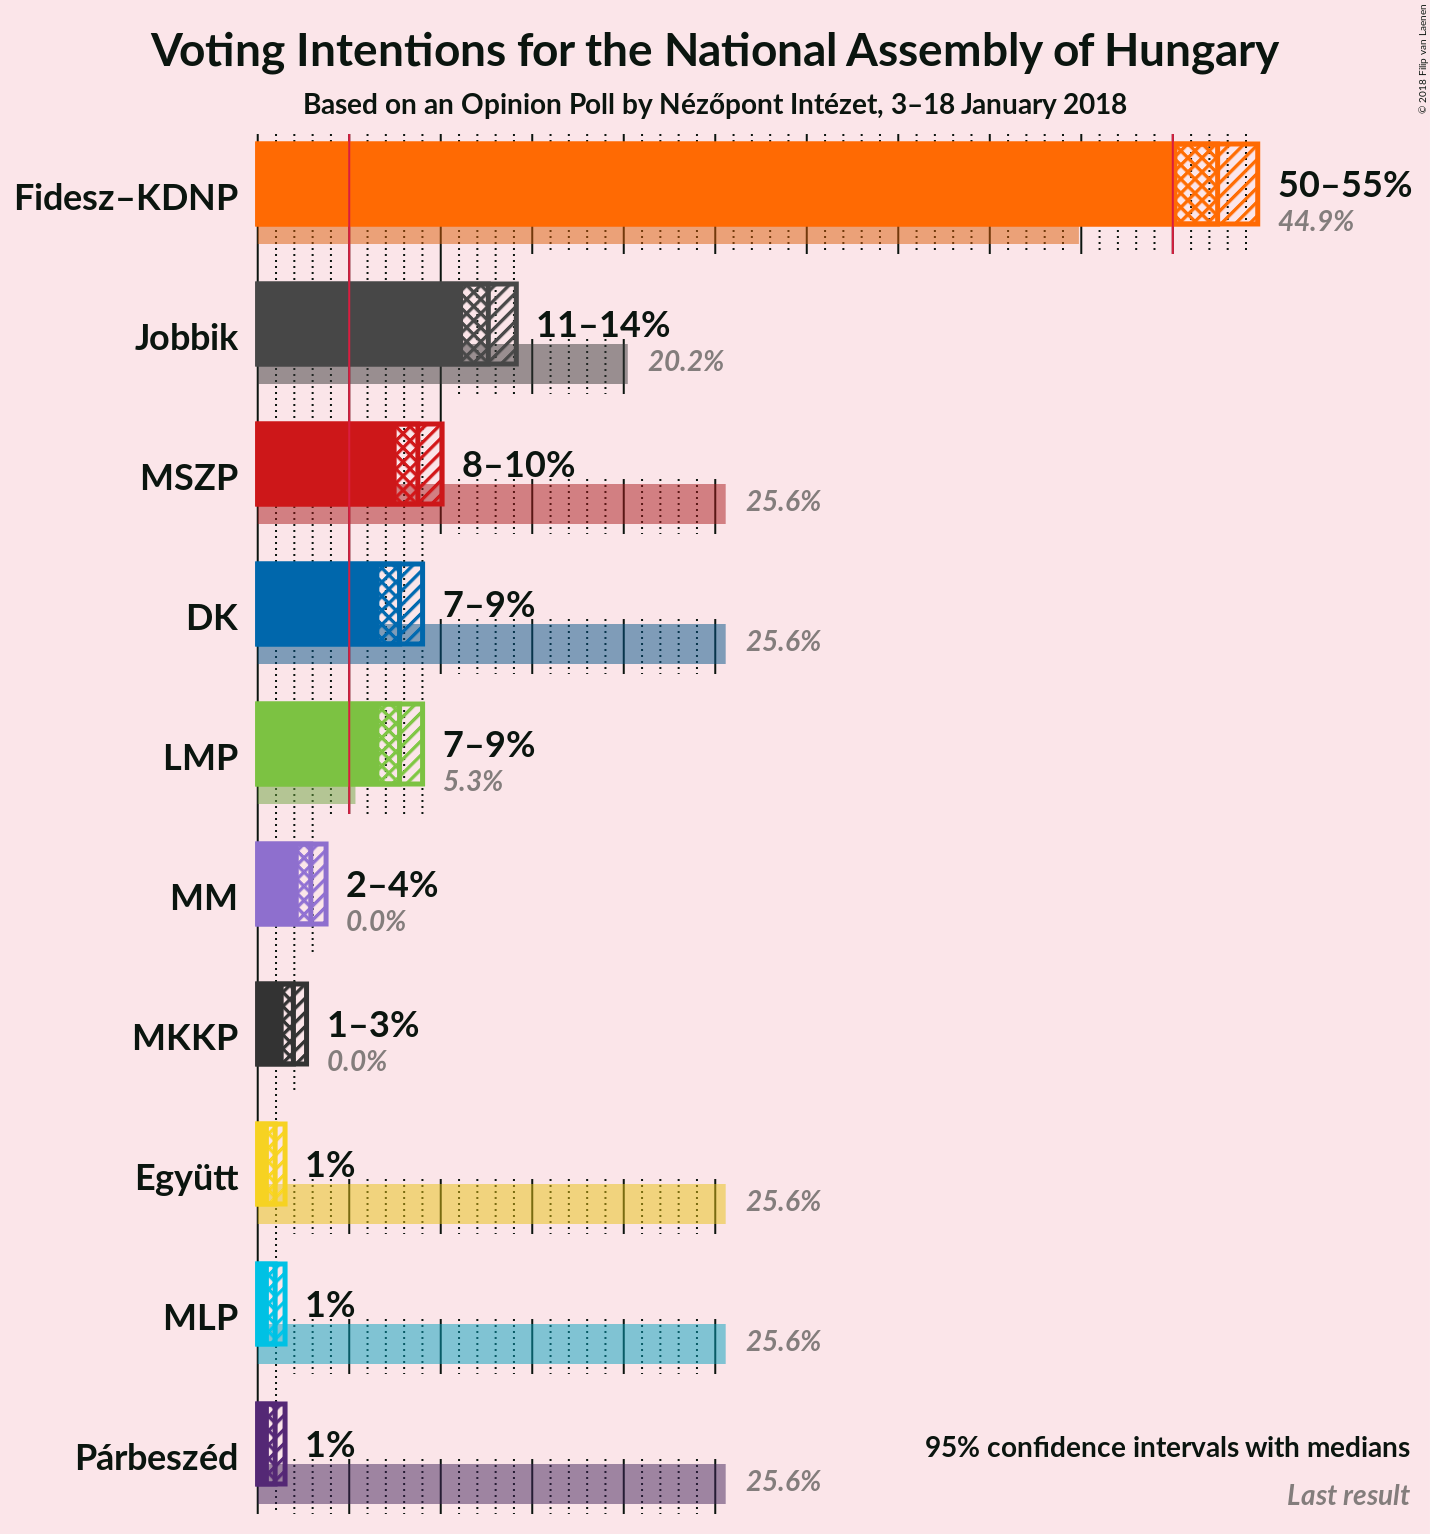 Voting Intentions for the National Assembly of Hungary
Based on an Opinion Poll by Nézőpont Intézet, 3–18 January 2018
© 2018 Filip van Laenen
Fidesz–KDNP
50–55%
44.9%
Jobbik
11–14%
20.2%
MSZP
8–10%
25.6%
DK
7–9%
25.6%
LMP
7–9%
5.3%
MM
2–4%
0.0%
MKKP
1–3%
0.0%
Együtt
1%
25.6%
MLP
1%
25.6%
Párbeszéd
1%
25.6%
95% confidence intervals with medians
Last result